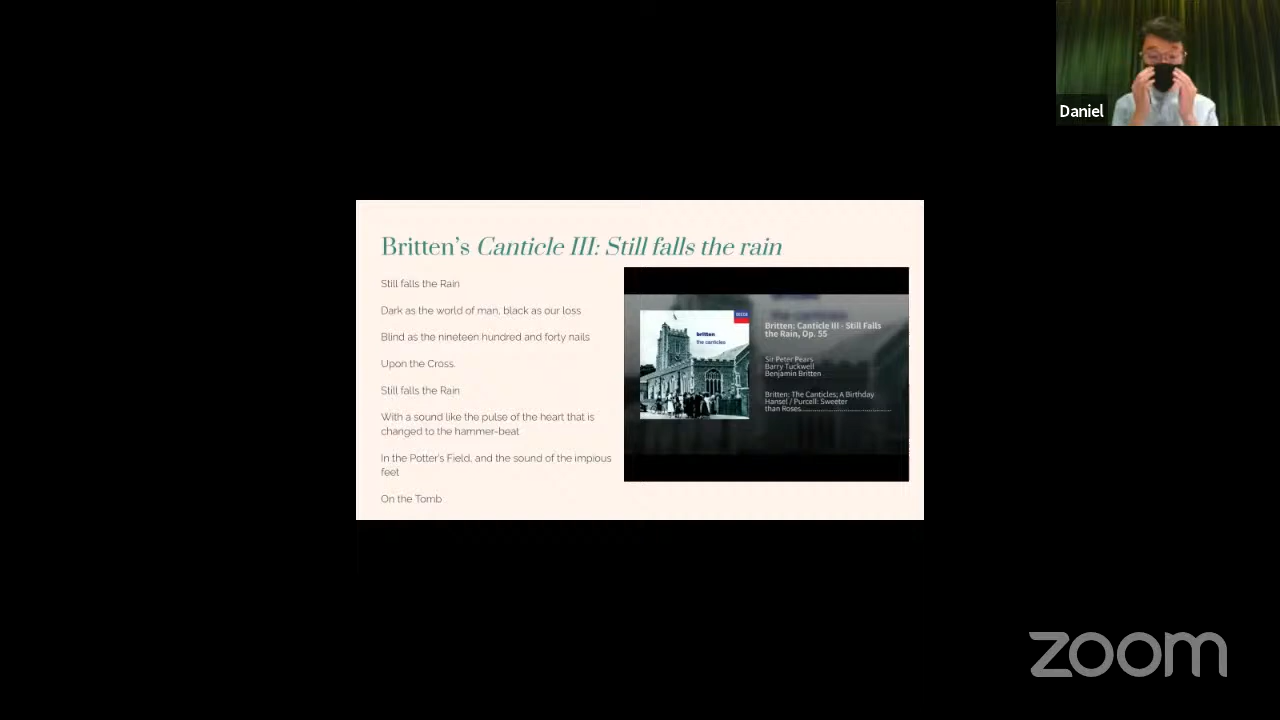 Daniel
Britten's Canticle III: Still falls the rain
Still falls the Rain
Dark as the world of man, black as our loss
Blind as the nineteen hundred and forty nails
Upon the Cross.
Still falls the Rain
With a sound like the pulse of the heart that is
changed to the hammer-beat
In the Potter's Field, and the sound of the impious
feet
On the Tomb
DECCA
britten
the canticles
Britten: Canticle III - Still Falls
the Rain, Op. 55
Sir Peter Pears
Barry Tuckwell
Benjamin Britten
Britten: The Canticles; A Birthday
Hansel / Purcell: Sweeter
than Roses
zoom